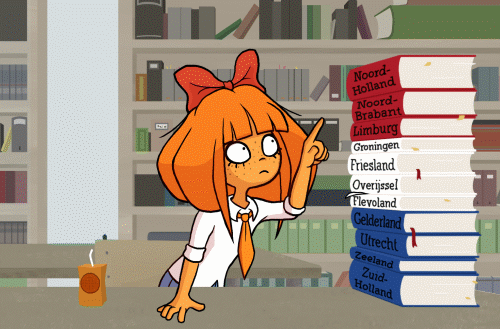 Noord-
Holland
Noord-
Brabant
Limburg
Groningen
Friesland
Overijssel
Flevoland
Gelderland
Utrecht
Zeeland
Zuid-
Holland